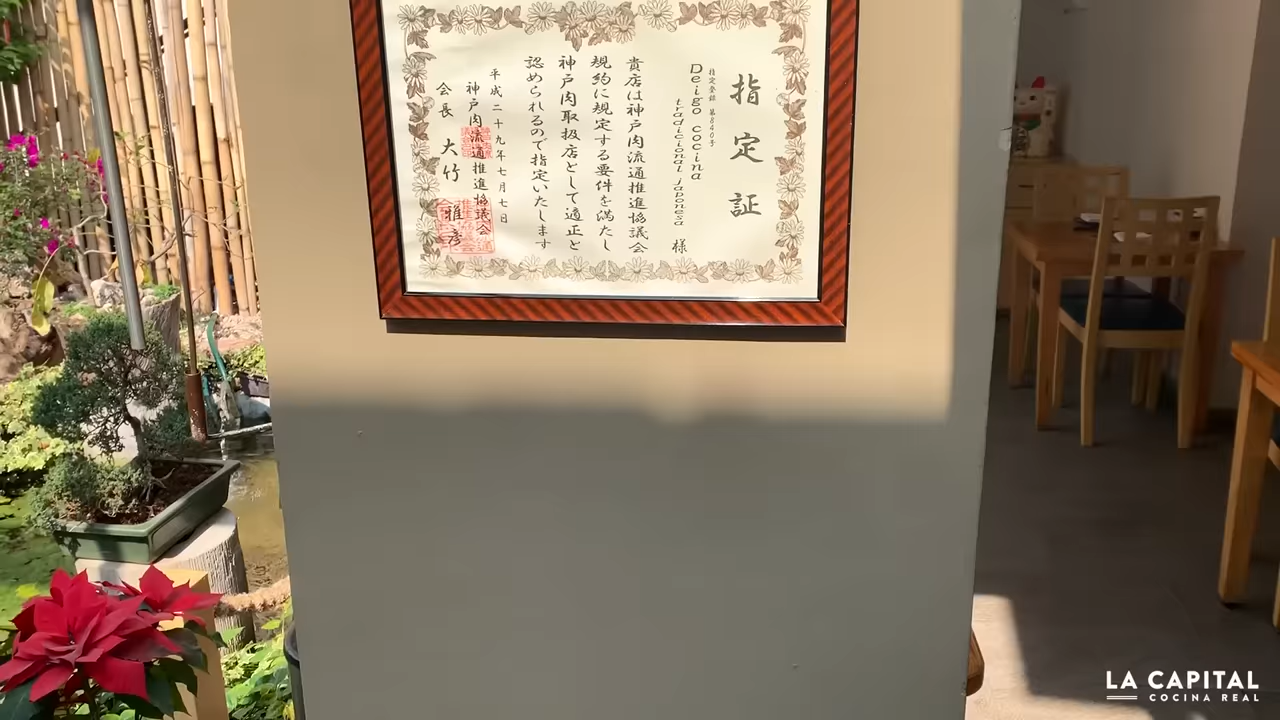 指定証
指定登録 第840号
Deigo cocina
tradicional japonesa 様
貴店は神戸肉流通推進協議会
規約に規定する要件を満たし
神戸肉取扱店として適正と
認められるので指定いたします
平成二十九年七月七日
神戸肉流通推進協議会
会長 大竹雅彦
LA CAPITAL
COCINA REAL